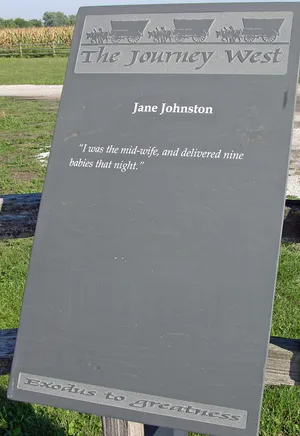 The Journey West
Jane Johnston
"I was the mid-wife, and delivered nine
babies that night."
Exodus to greatness